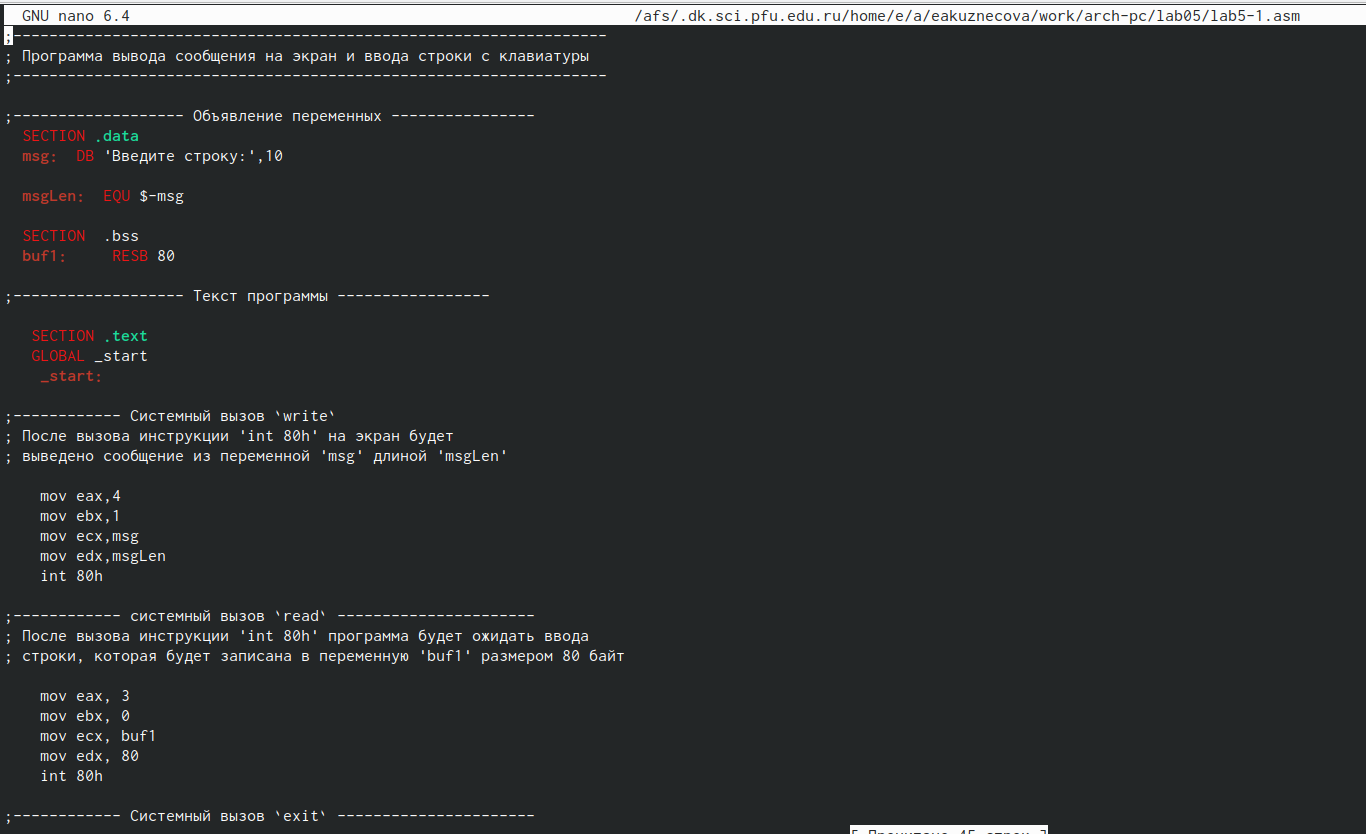 GNU nano 6.4 /afs/.dk.sci.pfu.edu.ru/home/e/a/eakuznecova/work/arch-pc/lab05/lab5-1.asm
;------------------------------------------------------------------
; Программа вывода сообщения на экран и ввода строки с клавиатуры
;------------------------------------------------------------------
;------------------- Объявление переменных ----------------
SECTION .data
msg: DB 'Введите строку:',10
msgLen: EQU $-msg
SECTION .bss
buf1: RESB 80
;------------------- Текст программы -----------------
SECTION .text
GLOBAL _start
_start:
;------------ Системный вызов `write`
; После вызова инструкции 'int 80h' на экран будет
; выведено сообщение из переменной 'msg' длиной 'msgLen'
mov eax,4
mov ebx,1
mov ecx,msg
mov edx,msgLen
int 80h
;------------ системный вызов `read` ----------------------
; После вызова инструкции 'int 80h' программа будет ожидать ввода
; строки, которая будет записана в переменную 'buf1' размером 80 байт
mov eax, 3
mov ebx, 0
mov ecx, buf1
mov edx, 80
int 80h
;------------ Системный вызов `exit` ----------------------
[ Прочитано 45 строк ]